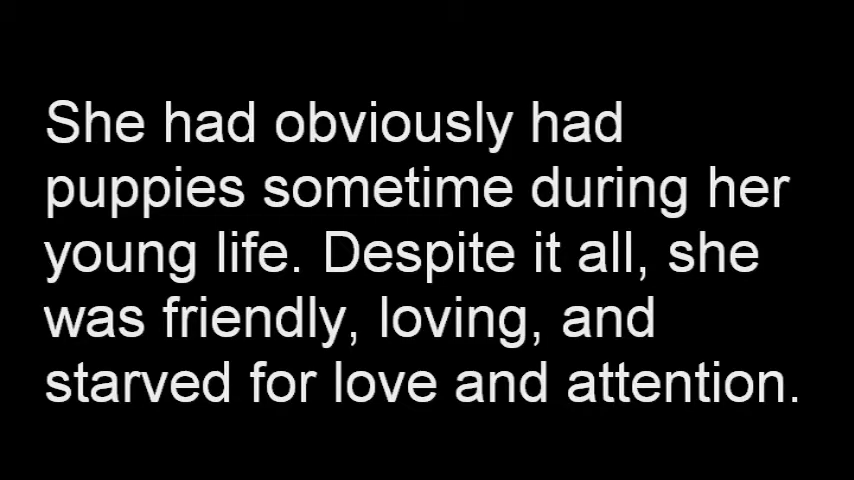 She had obviously had
puppies sometime during her
young life. Despite it all, she
was friendly, loving, and
starved for love and attention.